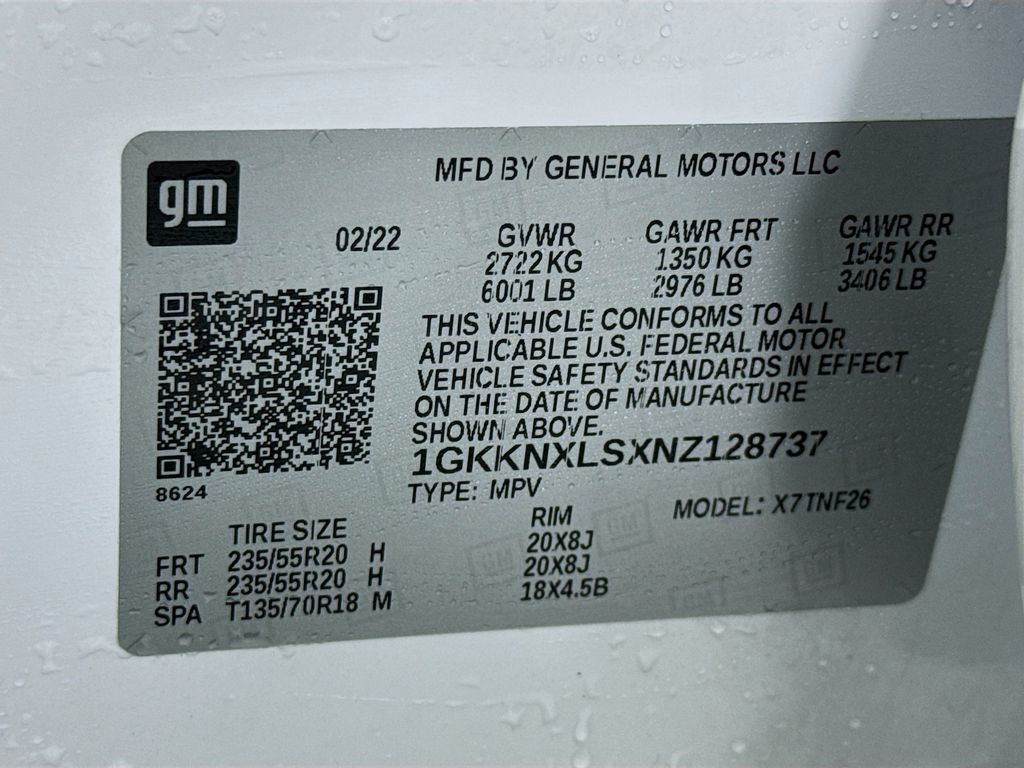 gm
MFD BY GENERAL MOTORS LLC
02/22
GVWR GAWR FRT GAWR RR
2722 KG 1350 KG 1545 KG
6001 LB 2976 LB 3406 LB
THIS VEHICLE CONFORMS TO ALL
APPLICABLE U.S. FEDERAL MOTOR
VEHICLE SAFETY STANDARDS IN EFFECT
ON THE DATE OF MANUFACTURE
SHOWN ABOVE.
1GKKNXLSXNZ128737
8624
TYPE: MPV
MODEL: X7TNF26
TIRE SIZE RIM
FRT 235/55R20 H 20X8J
RR 235/55R20 H 20X8J
SPA T135/70R18 M 18X4.5B